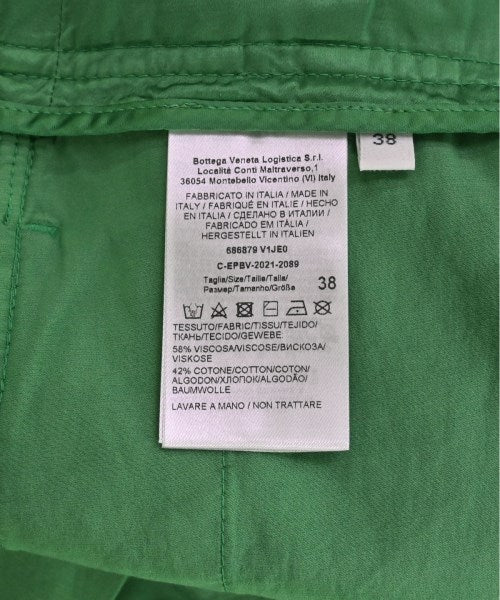 38
Bottega Veneta Logistica S.r.l.
Località Conti Maltraverso,1
36054 Montebello Vicentino (VI) Italy
FABBRICATO IN ITALIA / MADE IN
ITALY / FABRIQUÉ EN ITALIE / HECHO
EN ITALIA / СДЕЛАНО В ИТАЛИИ /
FABRICADO EM ITÁLIA /
HERGESTELLT IN ITALIEN
686879 V1JE0
C-EPBV-2021-2089
Taglia/Size/Taille/Talla/
Размер/Tamanho/Größe 38
TESSUTO/FABRIC/TISSU/TEJIDO/
ТКАНЬ/TECIDO/GEWEBE:
58% VISCOSA/VISCOSE/ВИСКОЗА/
VISKOSE
42% COTONE/COTTON/COTON/
ALGODON/ХЛОПОК/ALGODÃO/
BAUMWOLLE
LAVARE A MANO / NON TRATTARE